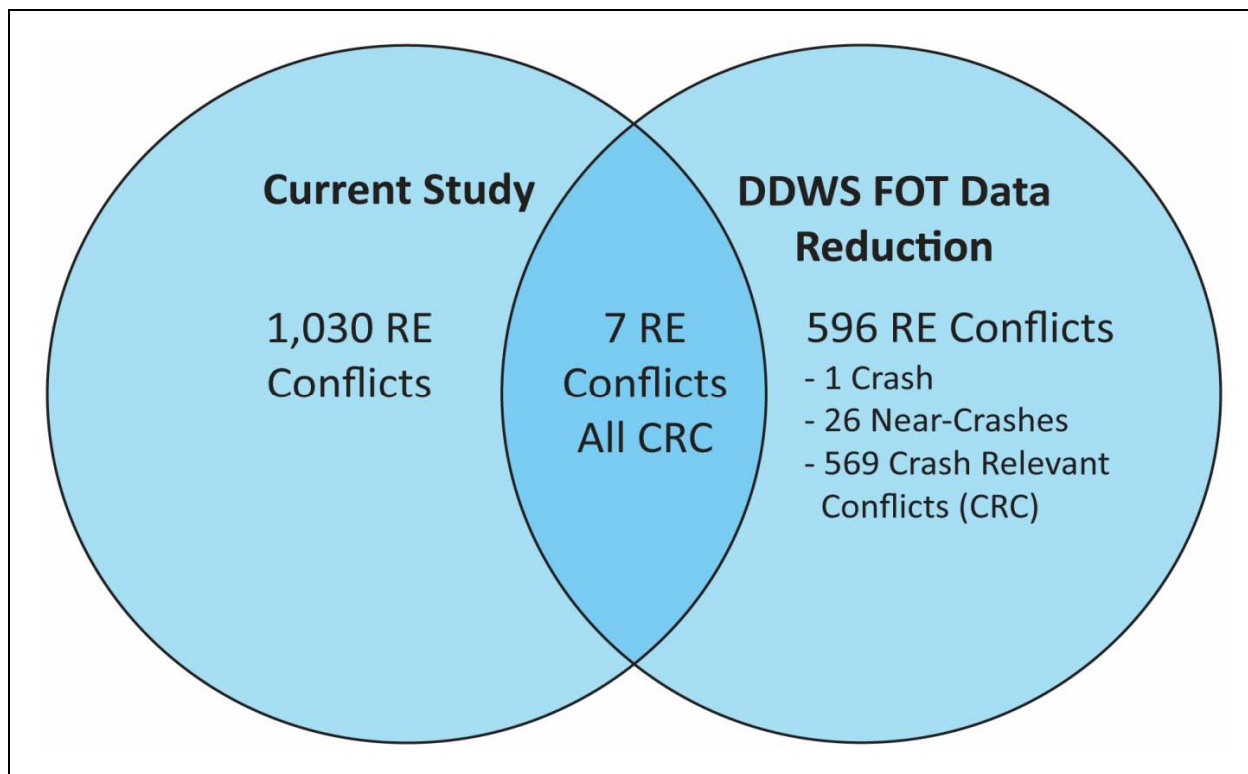 Current Study
1,030 RE
Conflicts
7 RE
Conflicts
All CRC
DDWS FOT Data
Reduction
596 RE Conflicts
- 1 Crash
- 26 Near-Crashes
- 569 Crash Relevant
Conflicts (CRC)